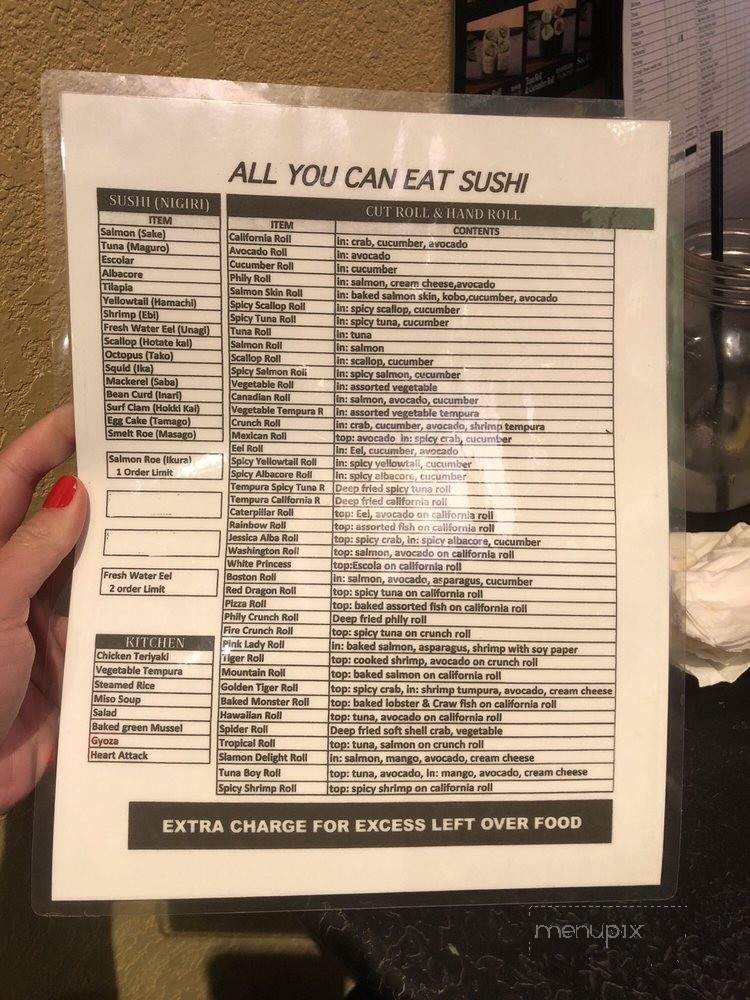 ALL YOU CAN EAT SUSHI
SUSHI (NIGIRI)
ITEM
Salmon (Sake)
Tuna (Maguro)
Escolar
Albacore
Tilapia
Yellowtail (Hamachi)
Shrimp (Ebi)
Fresh Water Eel (Unagi)
Scallop (Hotate kai)
Octopus (Tako)
Squid (Ika)
Mackerel (Saba)
Bean Curd (Inari)
Surf Clam (Hokki Kai)
Egg Cake (Tamago)
Smelt Roe (Masago)
Salmon Roe (Ikura)
1 Order Limit
Fresh Water Eel
2 order Limit
KITCHEN
Chicken Teriyaki
Vegetable Tempura
Steamed Rice
Miso Soup
Salad
Baked green Mussel
Gyoza
Heart Attack
CUT ROLL & HAND ROLL
ITEM CONTENTS
California Roll in: crab, cucumber, avocado
Avocado Roll in: avocado
Cucumber Roll in: cucumber
Phily Roll in: salmon, cream cheese,avocado
Salmon Skin Roll in: baked salmon skin, kobo,cucumber, avocado
Spicy Scallop Roll in: spicy scallop, cucumber
Spicy Tuna Roll in: spicy tuna, cucumber
Tuna Roll in: tuna
Salmon Roll in: salmon
Scallop Roll in: scallop, cucumber
Spicy Salmon Roll in: spicy salmon, cucumber
Vegetable Roll in: assorted vegetable
Canadian Roll in: salmon, avocado, cucumber
Vegetable Tempura R in: assorted vegetable tempura
Crunch Roll in: crab, cucumber, avocado, shrimp tempura
Mexican Roll top: avocado in: spicy crab, cucumber
Eel Roll in: Eel, cucumber, avocado
Spicy Yellowtail Roll in: spicy yellowtail, cucumber
Spicy Albacore Roll in: spicy albacore, cucumber
Tempura Spicy Tuna R Deep fried spicy tuna roll
Tempura California R Deep fried california roll
Caterpillar Roll top: Eel, avocado on california roll
Rainbow Roll top: assorted fish on california roll
Jessica Alba Roll top: spicy crab, in: spicy albacore, cucumber
Washington Roll top: salmon, avocado on california roll
White Princess top:Escola on california roll
Boston Roll in: salmon, avocado, asparagus, cucumber
Red Dragon Roll top: spicy tuna on california roll
Pizza Roll top: baked assorted fish on california roll
Phily Crunch Roll Deep fried phily roll
Fire Crunch Roll top: spicy tuna on crunch roll
Pink Lady Roll in: baked salmon, asparagus, shrimp with soy paper
Tiger Roll top: cooked shrimp, avocado on crunch roll
Mountain Roll top: baked salmon on california roll
Golden Tiger Roll top: spicy crab, in: shrimp tumpura, avocado, cream cheese
Baked Monster Roll top: baked lobster & Craw fish on california roll
Hawaiian Roll top: tuna, avocado on california roll
Spider Roll Deep fried soft shell crab, vegetable
Tropical Roll top: tuna, salmon on crunch roll
Slamon Delight Roll in: salmon, mango, avocado, cream cheese
Tuna Boy Roll top: tuna, avocado, in: mango, avocado, cream cheese
Spicy Shrimp Roll top: spicy shrimp on california roll
EXTRA CHARGE FOR EXCESS LEFT OVER FOOD
menupix